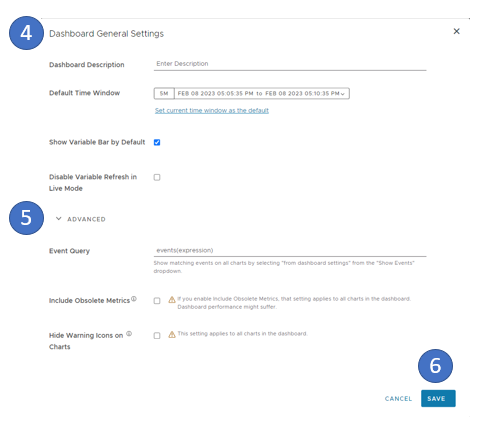 4
Dashboard General Settings
×
Dashboard Description
Enter Description
Default Time Window
5M FEB 08 2023 05:05:35 PM to FEB 08 2023 05:10:35 PM
Set current time window as the default
Show Variable Bar by Default
Disable Variable Refresh in
Live Mode
5
ADVANCED
Event Query
events(expression)
Show matching events on all charts by selecting "from dashboard settings" from the "Show Events"
dropdown.
Include Obsolete Metrics
If you enable Include Obsolete Metrics, that setting applies to all charts in the dashboard.
Dashboard performance might suffer.
Hide Warning Icons on
Charts
This setting applies to all charts in the dashboard.
6
CANCEL SAVE